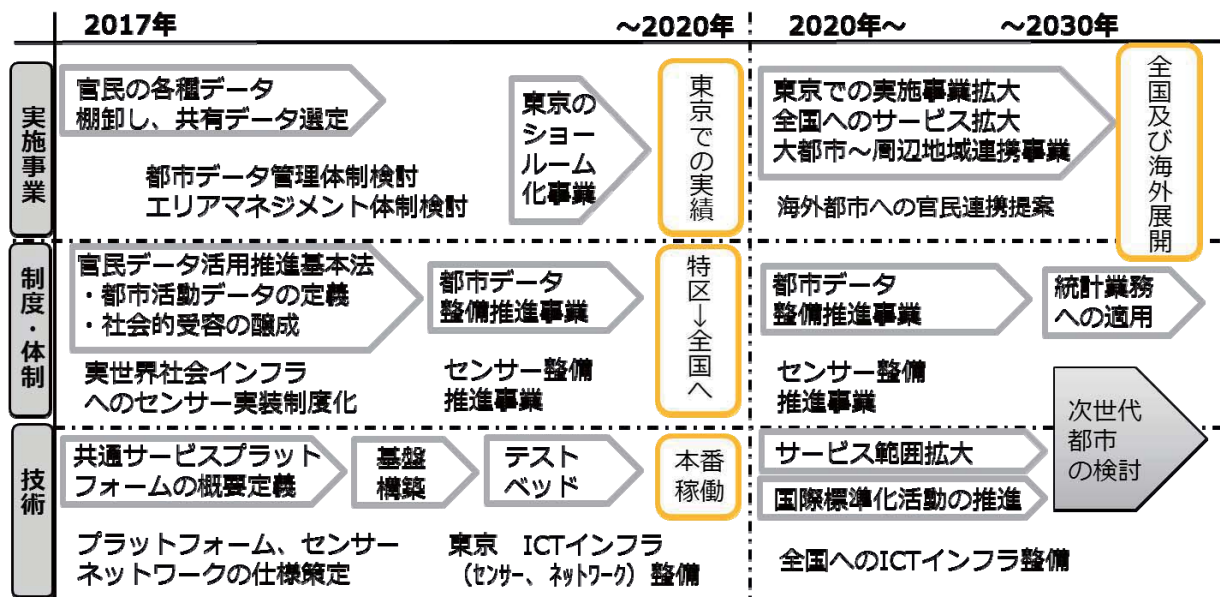 2017年
～2020年
2020年～
～2030年
実施事業
官民の各種データ
棚卸し、共有データ選定
都市データ管理体制検討
エリアマネジメント体制検討
東京の
ショー
ルーム
化事業
東京での実績
東京での実施事業拡大
全国へのサービス拡大
大都市～周辺地域連携事業
海外都市への官民連携提案
全国及び海外展開
制度・体制
官民データ活用推進基本法
・都市活動データの定義
・社会的受容の醸成
実世界社会インフラ
へのセンサー実装制度化
都市データ
整備推進事業
センサー整備
推進事業
特区→全国へ
都市データ
整備推進事業
センサー整備
推進事業
統計業務
への適用
次世代
都市
の検討
技術
共通サービスプラット
フォームの概要定義
基盤
構築
テスト
ベッド
本番
稼働
プラットフォーム、センサー
ネットワークの仕様策定
東京　ICTインフラ
（センサー、ネットワーク）整備
サービス範囲拡大
国際標準化活動の推進
全国へのICTインフラ整備